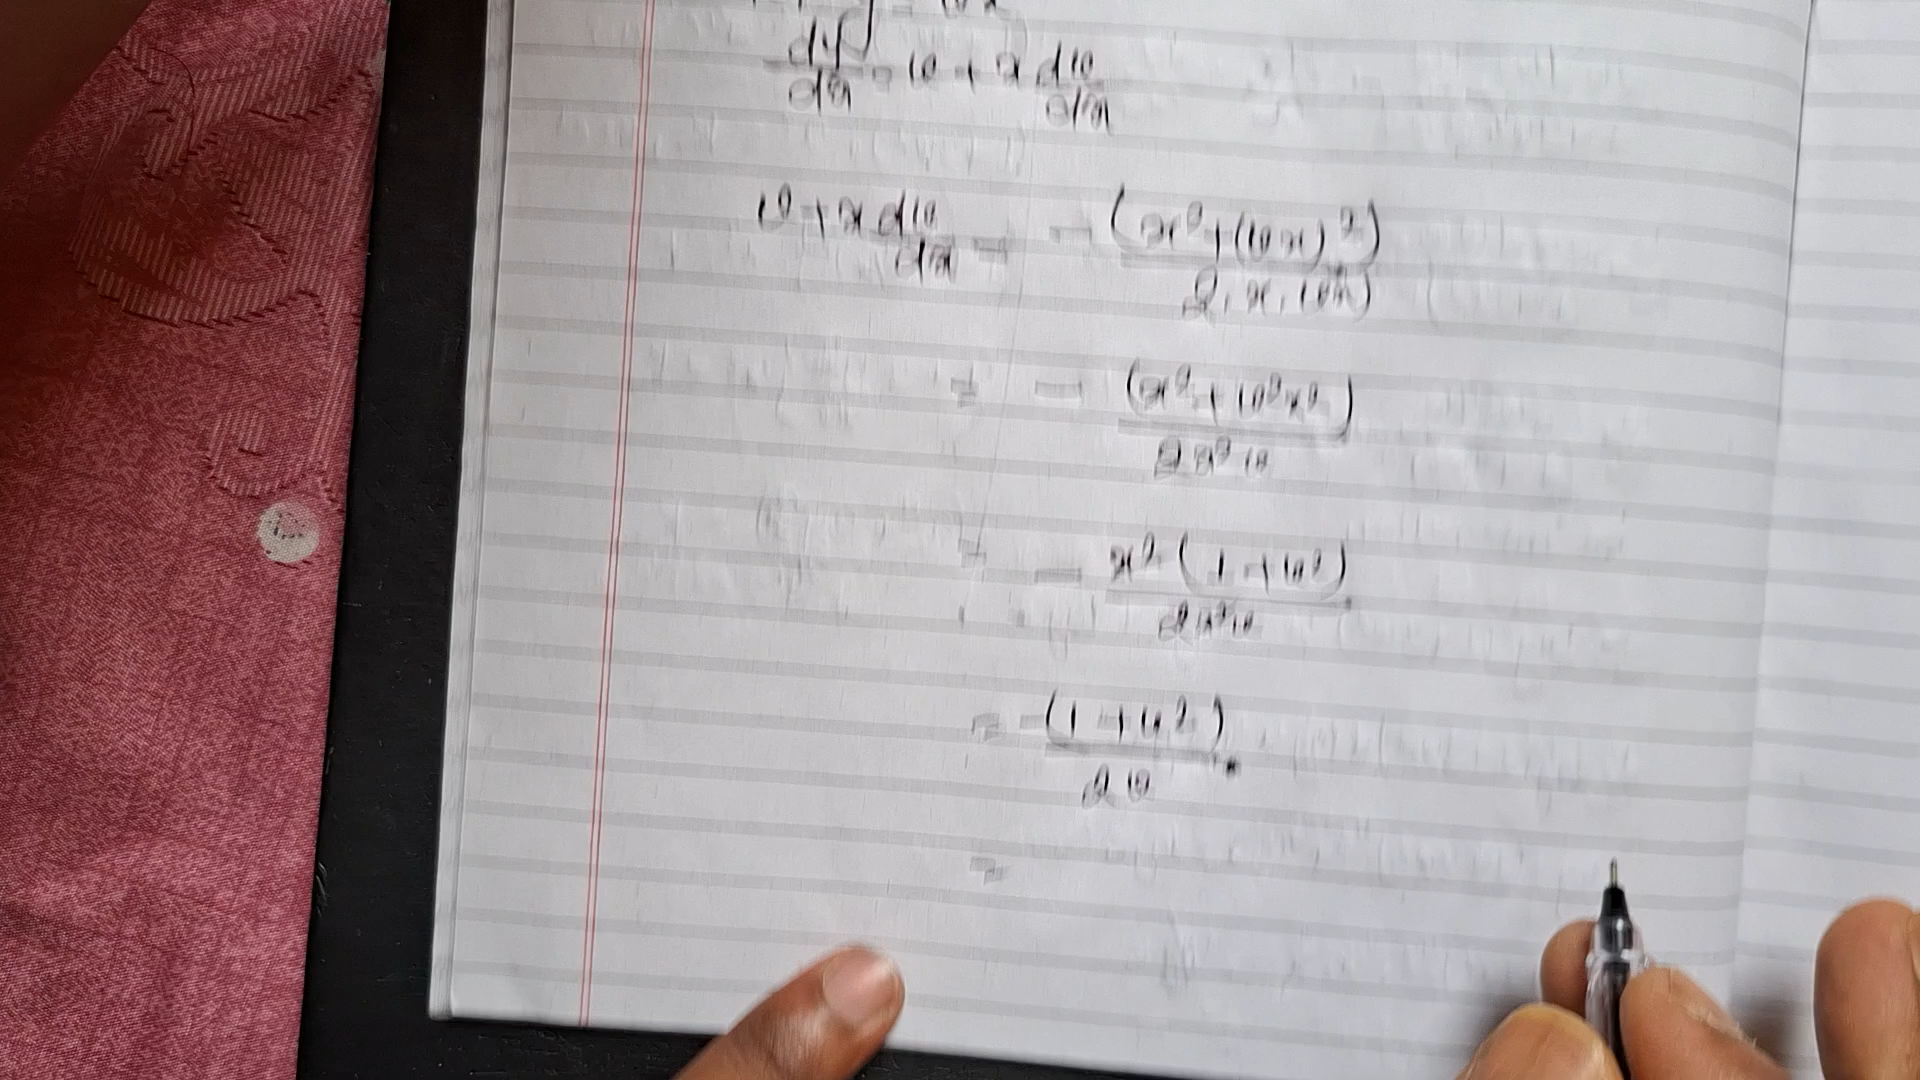 dy/dx = v + x dv/dx
v + x dv/dx = - (x² + (vx)²) / 2.x.(vx)
= - (x² + v²x²) / 2x²v
= - x² (1 + v²) / 2x²v
= -(1 + v²) / 2v
=